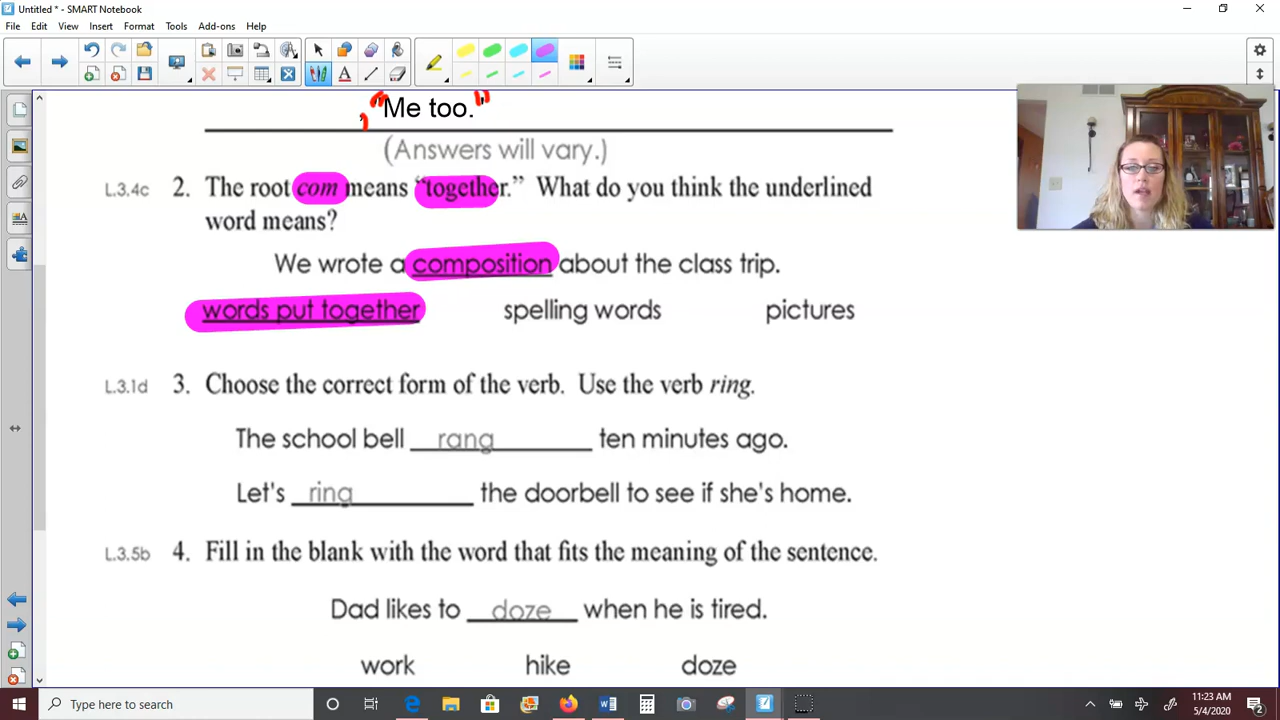 Untitled * - SMART Notebook
File Edit View Insert Format Tools Add-ons Help
, "Me too."
(Answers will vary.)
L.3.4c 2. The root com means “together.” What do you think the underlined
word means?
We wrote a composition about the class trip.
words put together spelling words pictures
L.3.1d 3. Choose the correct form of the verb. Use the verb ring.
The school bell rang ten minutes ago.
Let's ring the doorbell to see if she's home.
L.3.5b 4. Fill in the blank with the word that fits the meaning of the sentence.
Dad likes to doze when he is tired.
work hike doze
Type here to search
11:23 AM
5/4/2020
2